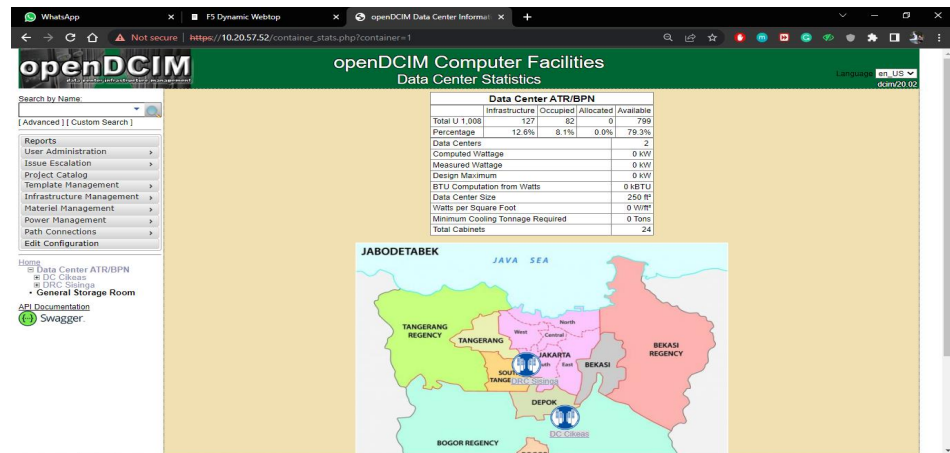 WhatsApp
F5 Dynamic Webtop
openDCIM Data Center Informat
Not secure | https://10.20.57.52/container_stats.php?container=1
openDCIM
data center infrastructure management
openDCIM Computer Facilities
Data Center Statistics
Language en_US
dcim/20.02
Search by Name:
[ Advanced ] [ Custom Search ]
Reports
User Administration
Issue Escalation
Project Catalog
Template Management
Infrastructure Management
Materiel Management
Power Management
Path Connections
Edit Configuration
Home
Data Center ATR/BPN
DC Cikeas
DRC Sisinga
General Storage Room
API Documentation
Swagger.
Data Center ATR/BPN
Infrastructure Occupied Allocated Available
Total U 1,008 127 82 0 799
Percentage 12.6% 8.1% 0.0% 79.3%
Data Centers 2
Computed Wattage 0 kW
Measured Wattage 0 kW
Design Maximum 0 kW
BTU Computation from Watts 0 kBTU
Data Center Size 250 ft²
Watts per Square Foot 0 W/ft²
Minimum Cooling Tonnage Required 0 Tons
Total Cabinets 24
JABODETABEK
JAVA SEA
TANGERANG
REGENCY
TANGERANG
North
West
Central
JAKARTA
East
SOUT
TANGE
DRC Sisinga
BEKASI
BEKASI
REGENCY
DEPOK
DC Cikeas
BOGOR REGENCY